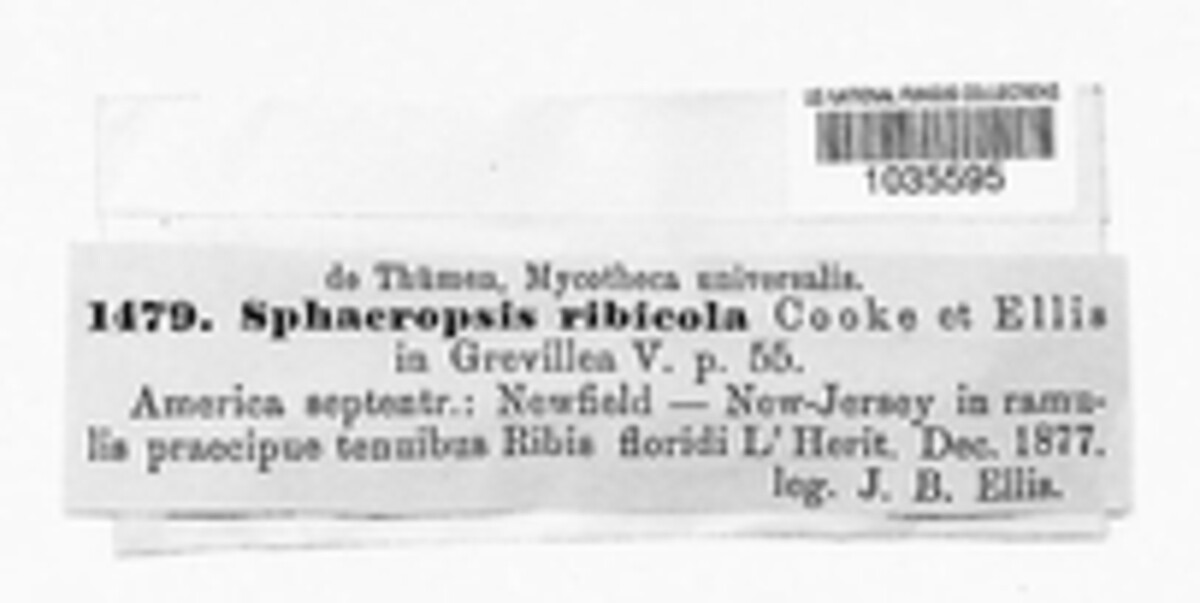 US NATIONAL FUNGUS COLLECTIONS
1035595
de Thümen, Mycotheca universalis.
1479. Sphaeropsis ribicola Cooke et Ellis
in Grevillea V. p. 55.
America septentr.: Newfield — New-Jersey in ramu-
lis praecipue tenuibus Ribis floridi L'Herit. Dec. 1877.
leg. J. B. Ellis.